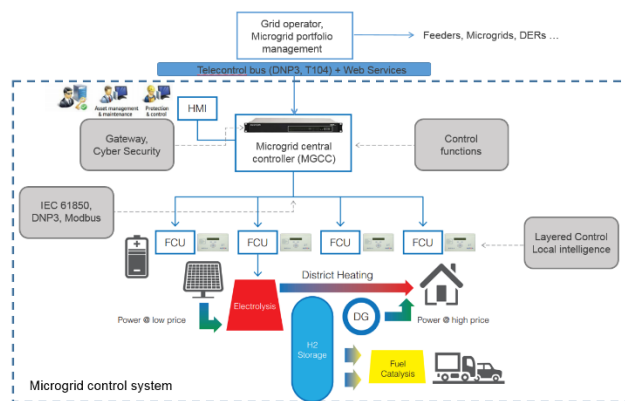 Grid operator,
Microgrid portfolio
management
Feeders, Microgrids, DERs ...
Telecontrol bus (DNP3, T104) + Web Services
Asset management
& maintenance
Protection
& control
HMI
Gateway,
Cyber Security
Microgrid central
controller (MGCC)
Control
functions
IEC 61850,
DNP3, Modbus
FCU
FCU
FCU
FCU
Layered Control
Local intelligence
District Heating
Electrolysis
DG
Power @ low price
Power @ high price
H2
Storage
Fuel
Catalysis
Microgrid control system